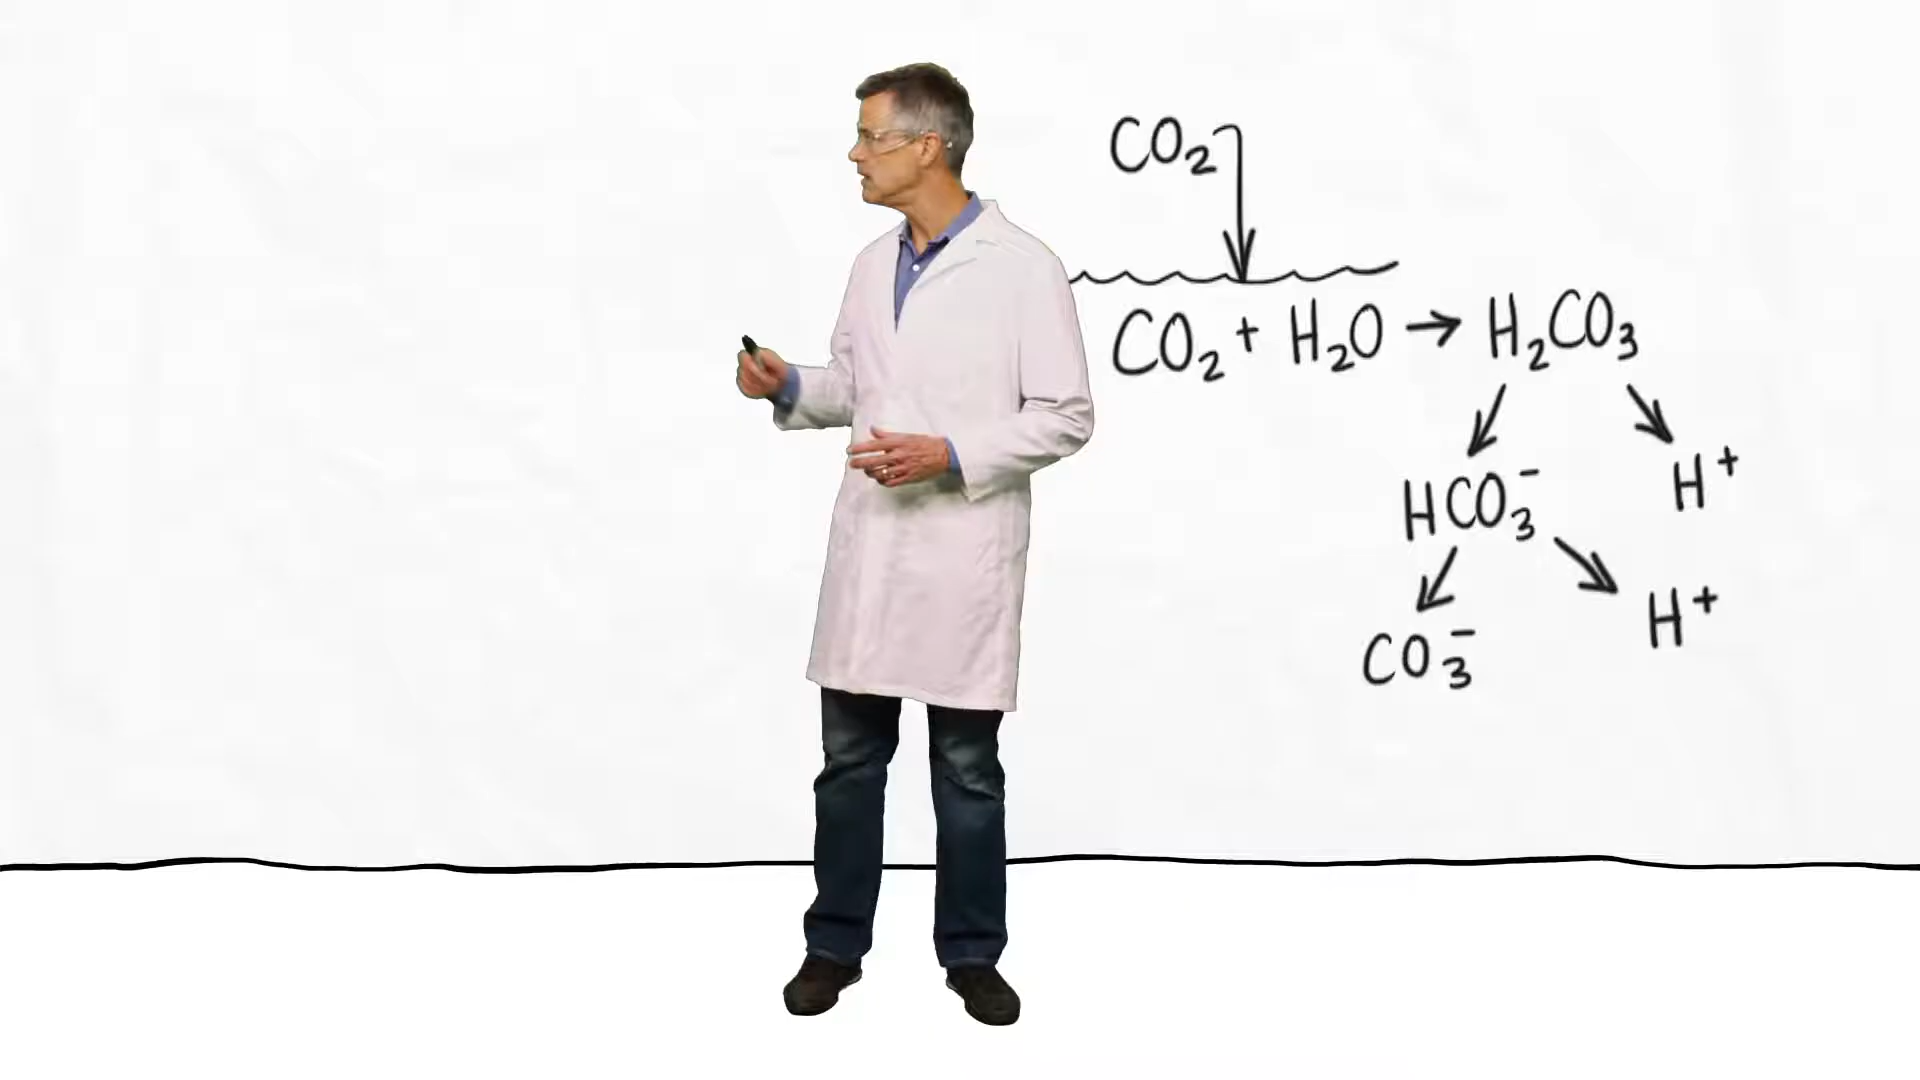 CO₂
CO₂ + H₂O → H₂CO₃
HCO₃⁻ H⁺
CO₃⁻ H⁺